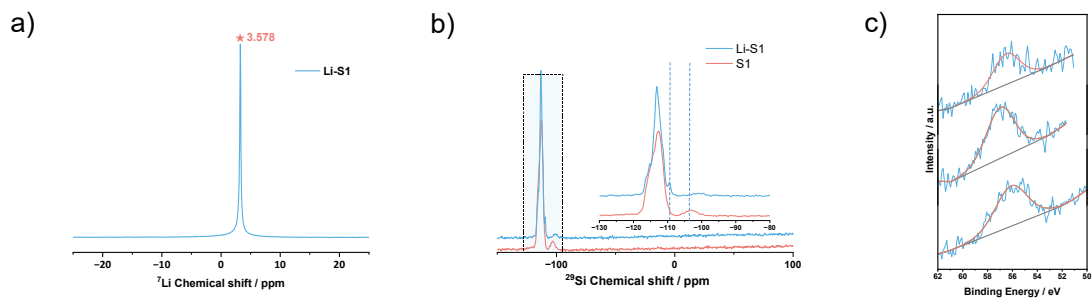 a)
★3.578
Li-S1
−20 −10 0 10 20
⁷Li Chemical shift / ppm
b)
Li-S1
S1
−130 −120 −110 −100 −90 −80
−100 0 100
²⁹Si Chemical shift / ppm
c)
Intensity / a.u.
62 60 58 56 54 52 50
Binding Energy / eV